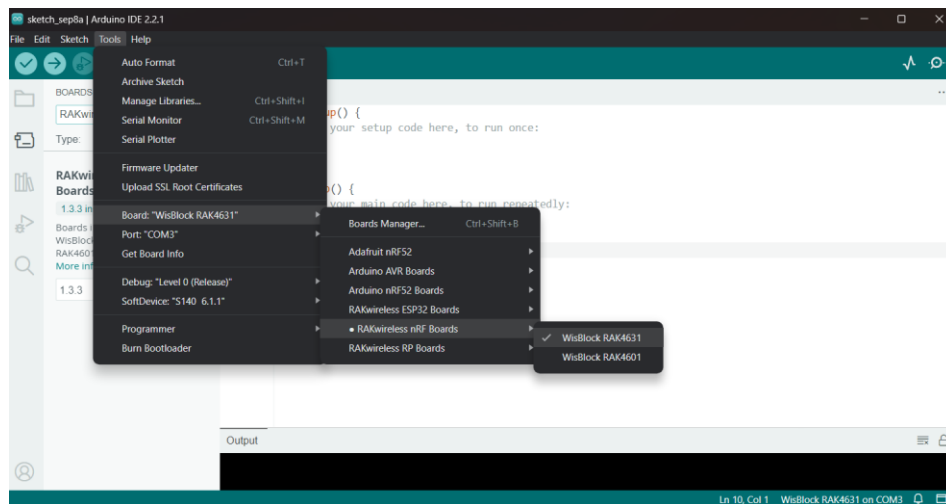 sketch_sep8a | Arduino IDE 2.2.1
File Edit Sketch Tools Help
BOARDS
RAKwi
Type:
RAKwi
Boards
1.3.3 in
Boards i
WisBloc
RAK460
More inf
1.3.3
Auto Format Ctrl+T
Archive Sketch
Manage Libraries... Ctrl+Shift+I
Serial Monitor Ctrl+Shift+M
Serial Plotter
Firmware Updater
Upload SSL Root Certificates
Board: "WisBlock RAK4631"
Port: "COM3"
Get Board Info
Debug: "Level 0 (Release)"
SoftDevice: "S140 6.1.1"
Programmer
Burn Bootloader
Boards Manager... Ctrl+Shift+B
Adafruit nRF52
Arduino AVR Boards
Arduino nRF52 Boards
RAKwireless ESP32 Boards
• RAKwireless nRF Boards
RAKwireless RP Boards
✓ WisBlock RAK4631
WisBlock RAK4601
up() {
your setup code here, to run once:
() {
your main code here, to run repeatedly:
Output
Ln 10, Col 1 WisBlock RAK4631 on COM3